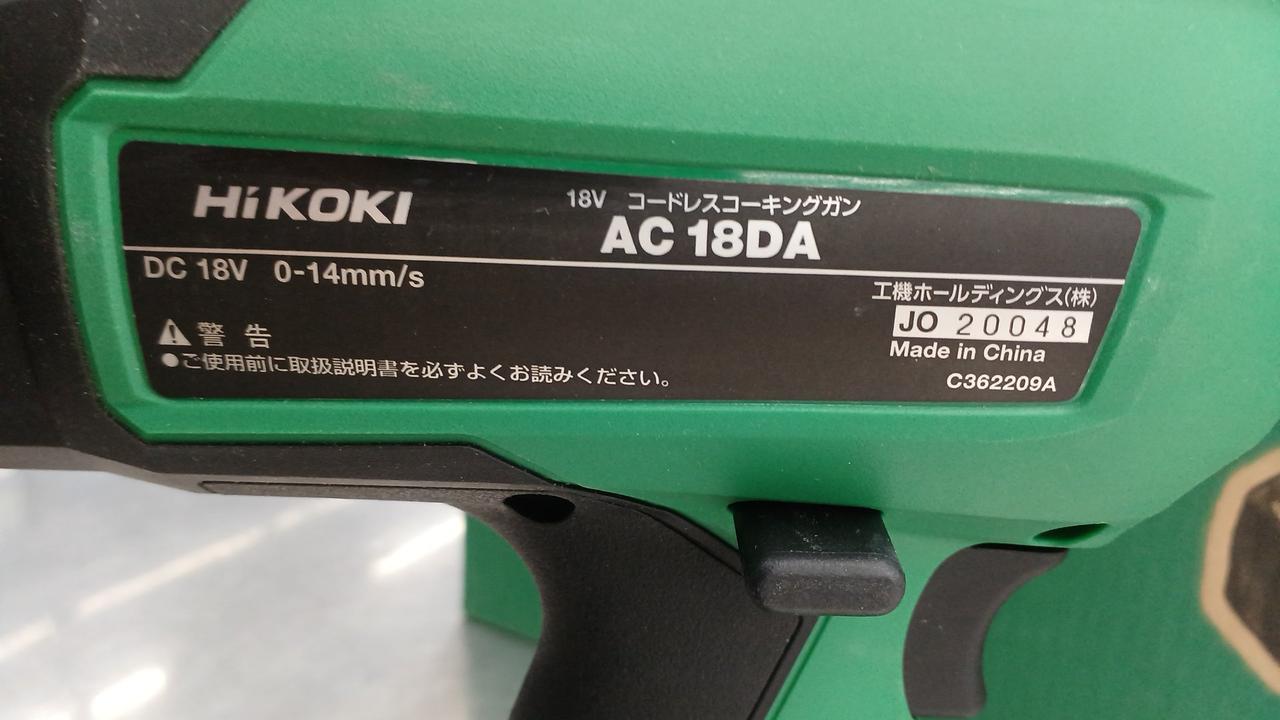 HiKOKI
18V コードレスコーキングガン
AC 18DA
DC 18V 0-14mm/s
工機ホールディングス(株)
JO 20048
Made in China
C362209A
警告
●ご使用前に取扱説明書を必ずよくお読みください。